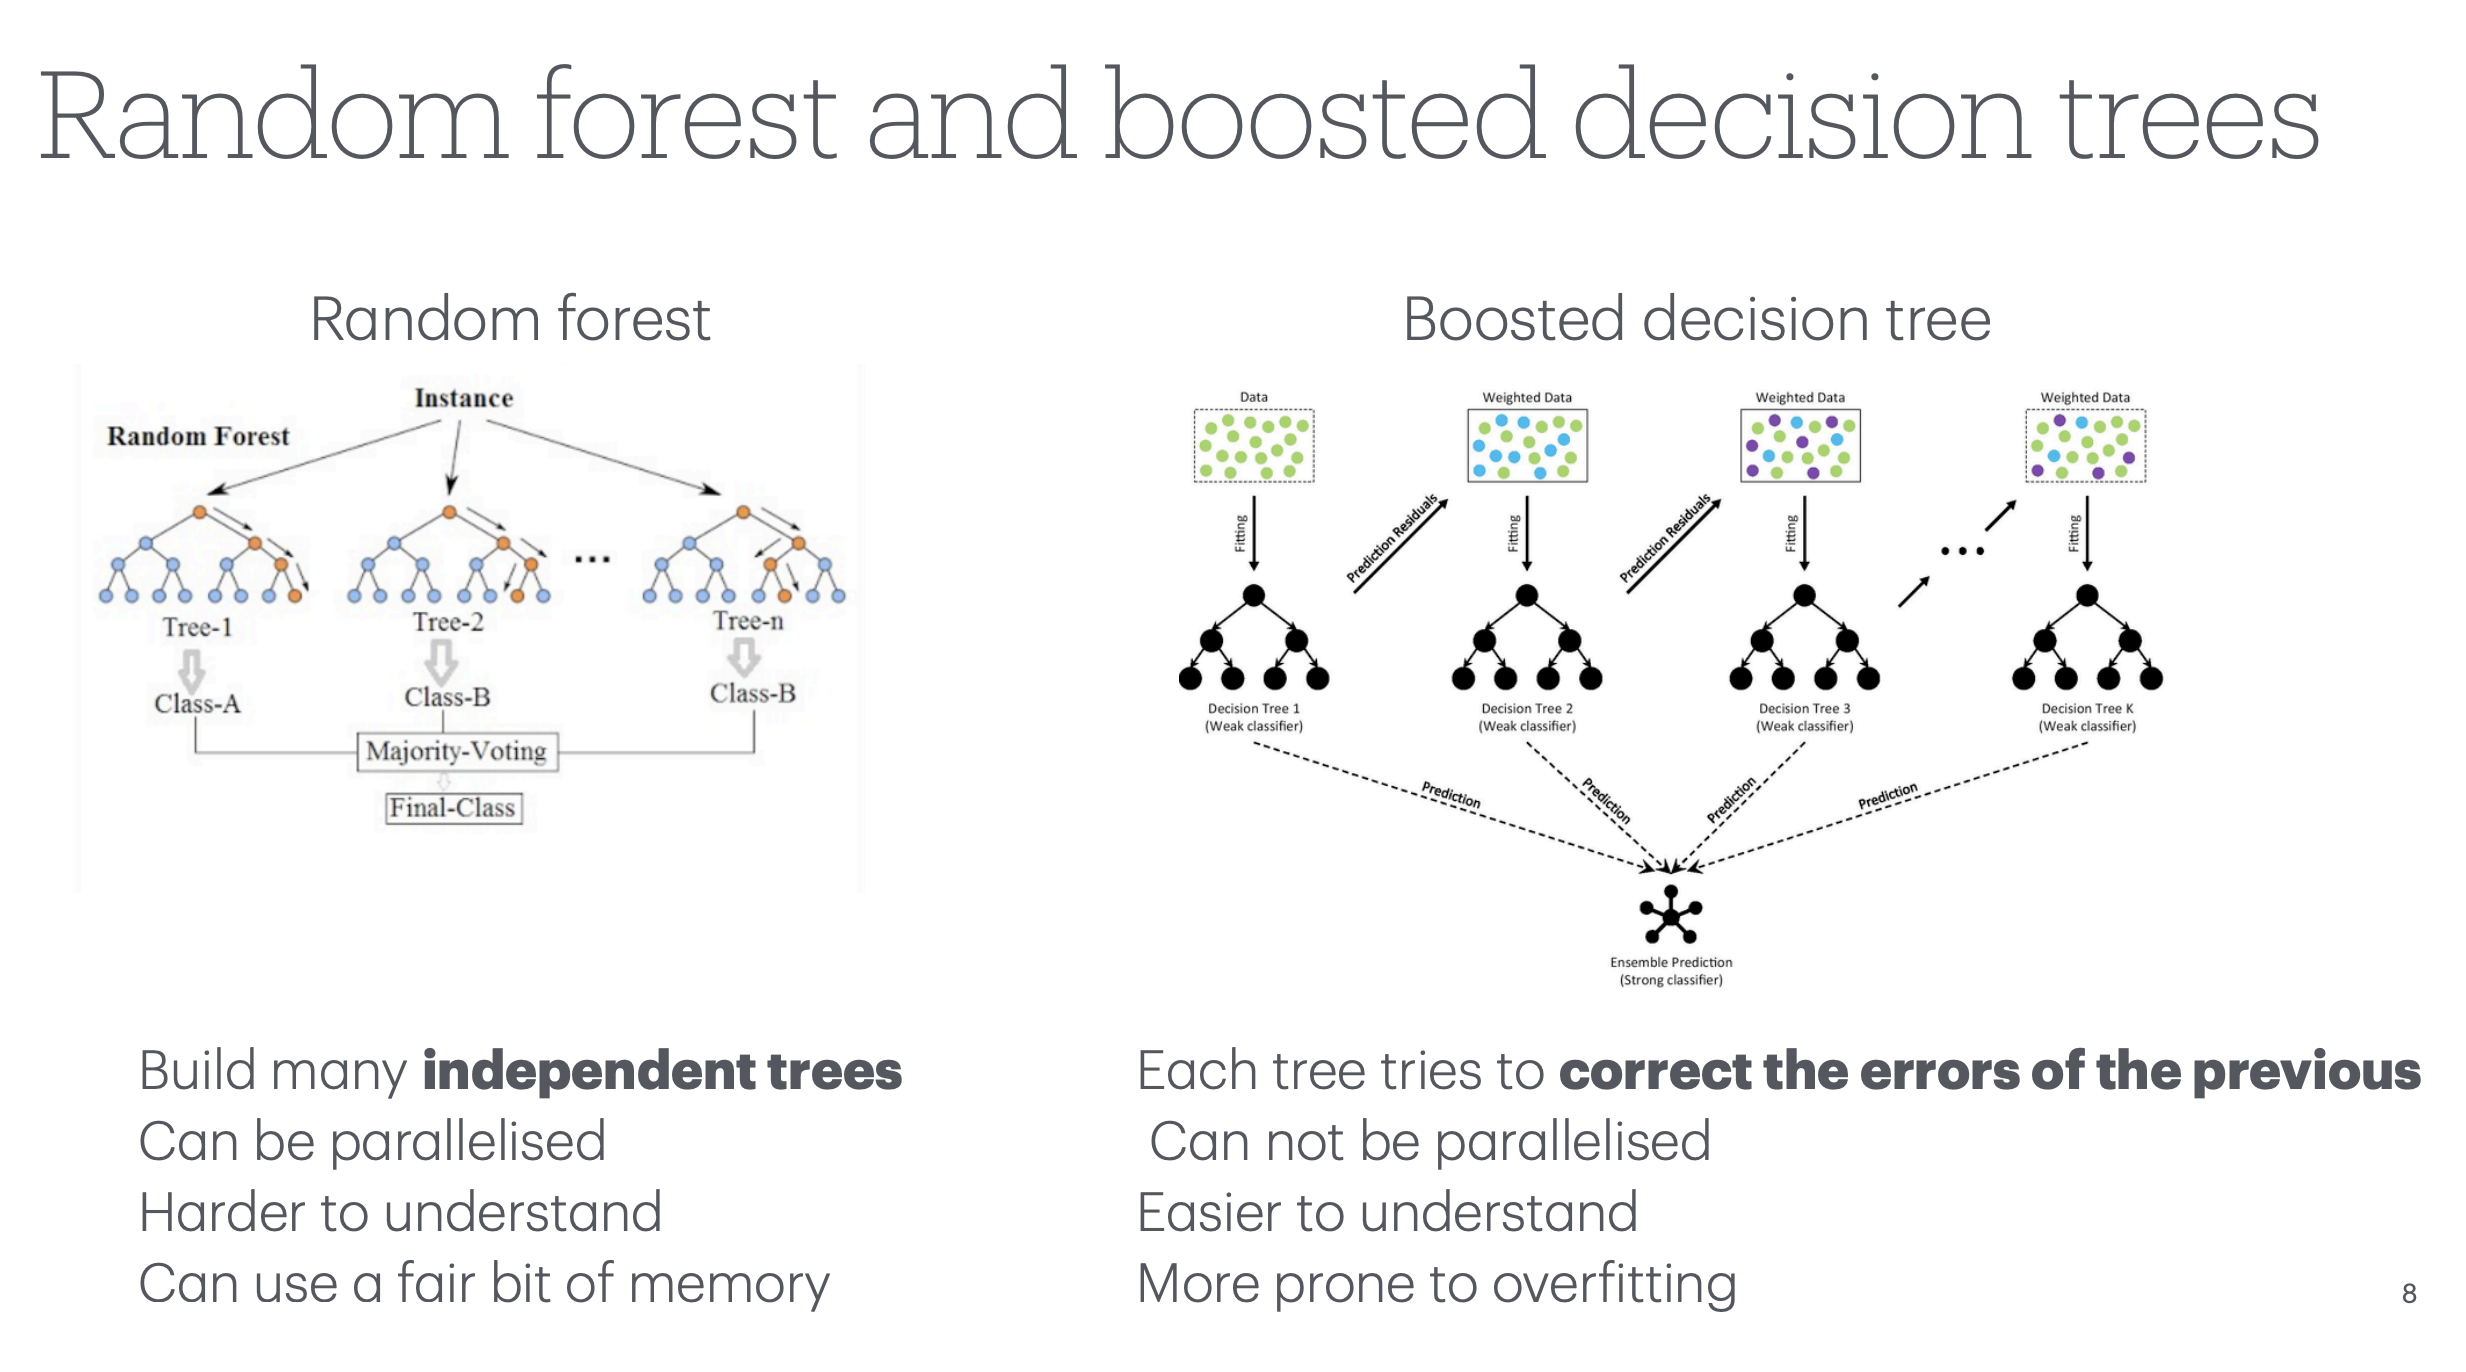 Random forest and boosted decision trees
Random forest
Instance
Random Forest
...
Tree-1
Tree-2
Tree-n
Class-A
Class-B
Class-B
Majority-Voting
Final-Class
Boosted decision tree
Data
Weighted Data
Weighted Data
Weighted Data
Fitting
Prediction Residuals
Fitting
Prediction Residuals
Fitting
...
Fitting
Decision Tree 1
(Weak classifier)
Decision Tree 2
(Weak classifier)
Decision Tree 3
(Weak classifier)
Decision Tree K
(Weak classifier)
Prediction
Prediction
Prediction
Prediction
Ensemble Prediction
(Strong classifier)
Build many independent trees
Can be parallelised
Harder to understand
Can use a fair bit of memory
Each tree tries to correct the errors of the previous
Can not be parallelised
Easier to understand
More prone to overfitting
8